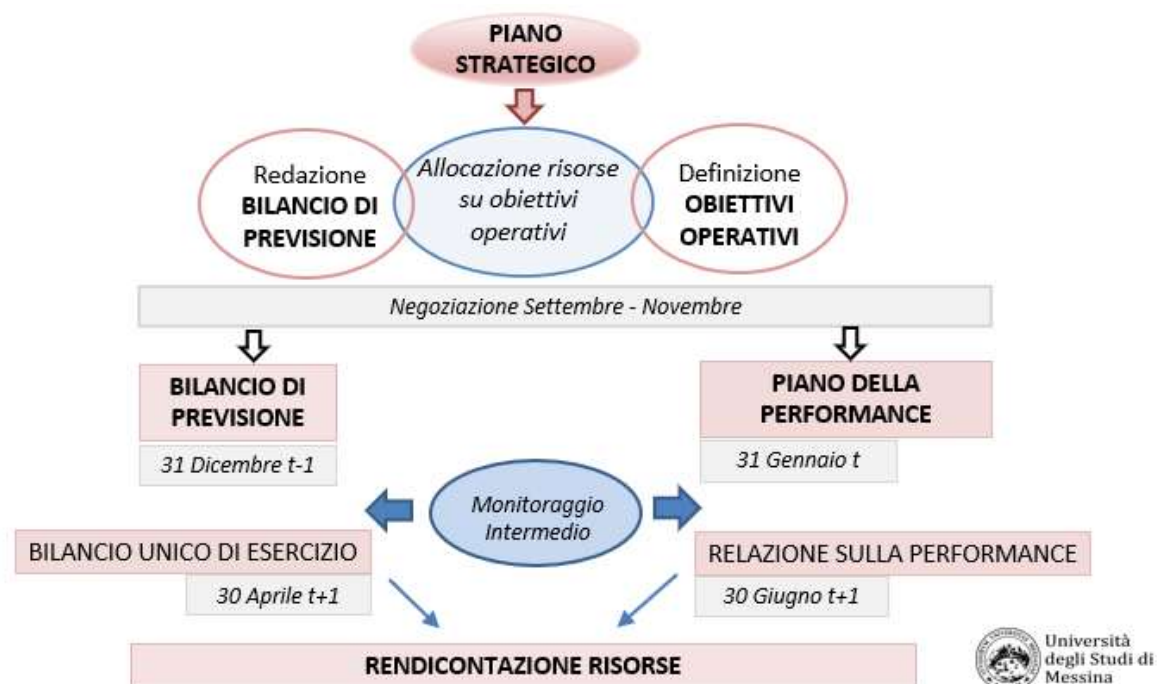 PIANO
STRATEGICO
Redazione
BILANCIO DI
PREVISIONE
Allocazione risorse
su obiettivi
operativi
Definizione
OBIETTIVI
OPERATIVI
Negoziazione Settembre - Novembre
BILANCIO DI
PREVISIONE
31 Dicembre t-1
PIANO DELLA
PERFORMANCE
31 Gennaio t
Monitoraggio
Intermedio
BILANCIO UNICO DI ESERCIZIO
30 Aprile t+1
RELAZIONE SULLA PERFORMANCE
30 Giugno t+1
RENDICONTAZIONE RISORSE
Università
degli Studi di
Messina